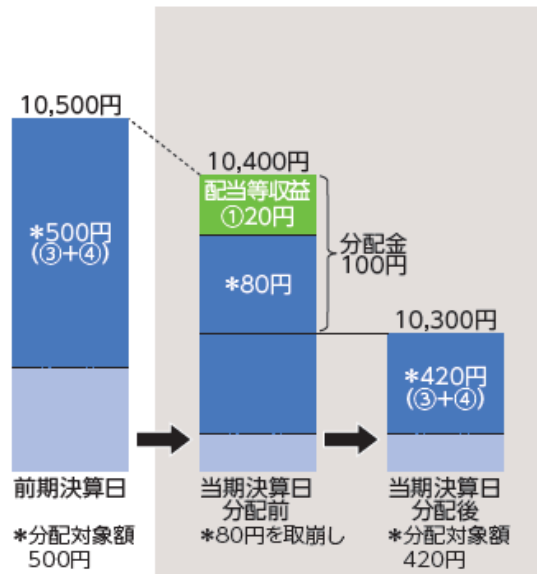 10,500円
*500円
(③+④)
前期決算日
*分配対象額
500円
10,400円
配当等収益
①20円
*80円
分配金
100円
当期決算日
分配前
*80円を取崩し
10,300円
*420円
(③+④)
当期決算日
分配後
*分配対象額
420円